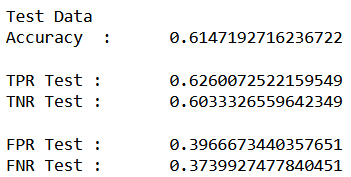 Test Data
Accuracy  :      0.6147192716236722
TPR Test :       0.6260072522159549
TNR Test :       0.6033326559642349
FPR Test :       0.3966673440357651
FNR Test :       0.3739927477840451